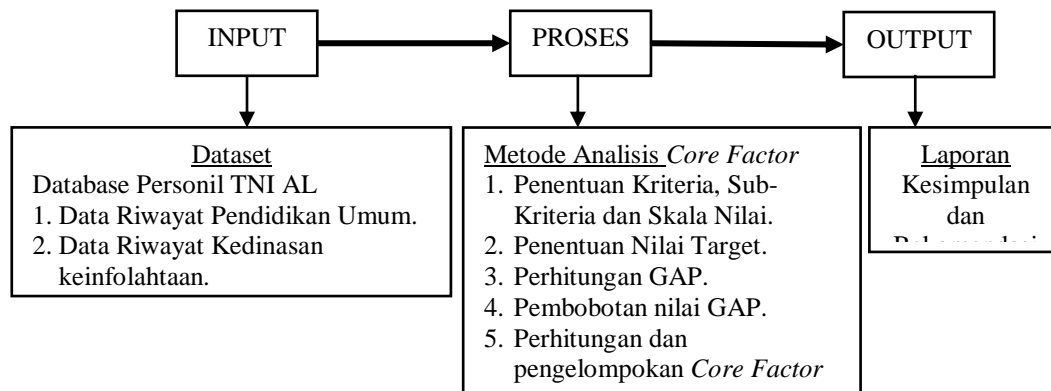 INPUT
PROSES
OUTPUT
Dataset
Database Personil TNI AL
1. Data Riwayat Pendidikan Umum.
2. Data Riwayat Kedinasan
keinfolahtaan.
Metode Analisis Core Factor
1. Penentuan Kriteria, Sub-
Kriteria dan Skala Nilai.
2. Penentuan Nilai Target.
3. Perhitungan GAP.
4. Pembobotan nilai GAP.
5. Perhitungan dan
pengelompokan Core Factor
Laporan
Kesimpulan
dan